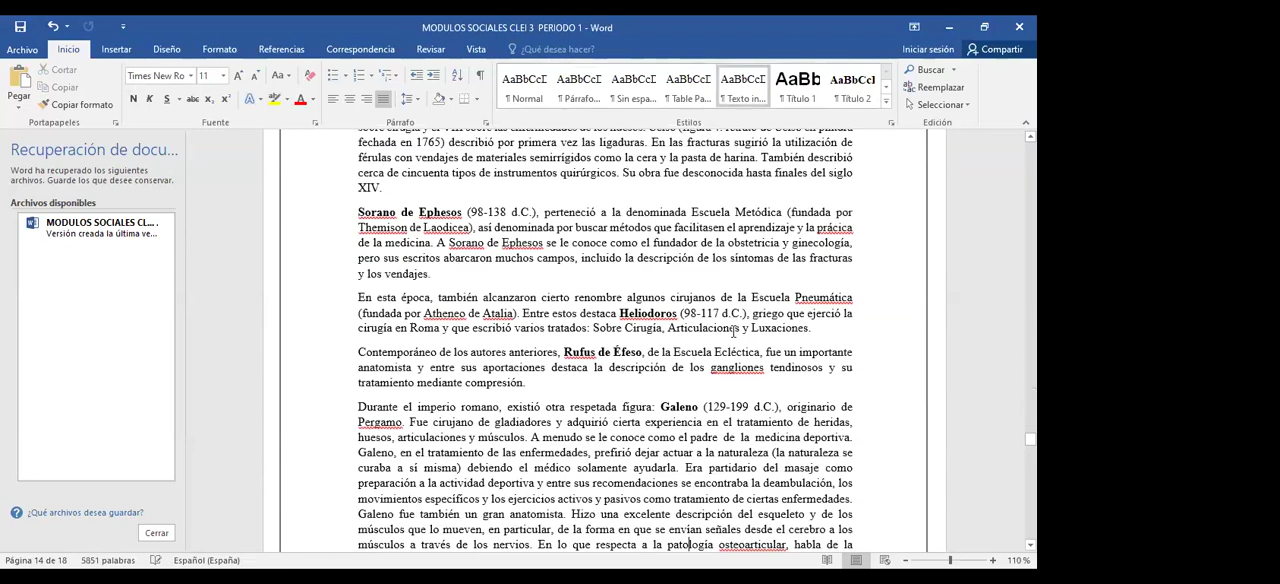 MODULOS SOCIALES CLEI 3 PERIODO 1 - Word
Archivo Inicio Insertar Diseño Formato Referencias Correspondencia Revisar Vista ¿Qué desea hacer? Iniciar sesión Compartir
Pegar
Cortar
Copiar
Copiar formato
Times New Ro 11
N K S abc x₂ x²
AaBbCcI AaBbCcI AaBbCcI AaBbCcI AaBbCcI AaBb AaBbCcI
¶ Normal ¶ Párrafo... ¶ Sin espa... ¶ Table Pa... ¶ Texto in... ¶ Título 1 ¶ Título 2
Buscar
Reemplazar
Seleccionar
Portapapeles Fuente Párrafo Estilos Edición
Recuperación de docu...
Word ha recuperado los siguientes
archivos. Guarde los que desee conservar.
Archivos disponibles
MODULOS SOCIALES CL...
Versión creada la última ve...
¿Qué archivos desea guardar?
Cerrar
fechada en 1765) describió por primera vez las ligaduras. En las fracturas sugirió la utilización de
férulas con vendajes de materiales semirrígidos como la cera y la pasta de harina. También describió
cerca de cincuenta tipos de instrumentos quirúrgicos. Su obra fue desconocida hasta finales del siglo
XIV.
Sorano de Ephesos (98-138 d.C.), perteneció a la denominada Escuela Metódica (fundada por
Themison de Laodicea), así denominada por buscar métodos que facilitasen el aprendizaje y la prácica
de la medicina. A Sorano de Ephesos se le conoce como el fundador de la obstetricia y ginecología,
pero sus escritos abarcaron muchos campos, incluido la descripción de los síntomas de las fracturas
y los vendajes.
En esta época, también alcanzaron cierto renombre algunos cirujanos de la Escuela Pneumática
(fundada por Atheneo de Atalia). Entre estos destaca Heliodoros (98-117 d.C.), griego que ejerció la
cirugía en Roma y que escribió varios tratados: Sobre Cirugía, Articulaciones y Luxaciones.
Contemporáneo de los autores anteriores, Rufus de Éfeso, de la Escuela Ecléctica, fue un importante
anatomista y entre sus aportaciones destaca la descripción de los gangliones tendinosos y su
tratamiento mediante compresión.
Durante el imperio romano, existió otra respetada figura: Galeno (129-199 d.C.), originario de
Pergamo. Fue cirujano de gladiadores y adquirió cierta experiencia en el tratamiento de heridas,
huesos, articulaciones y músculos. A menudo se le conoce como el padre de la medicina deportiva.
Galeno, en el tratamiento de las enfermedades, prefirió dejar actuar a la naturaleza (la naturaleza se
curaba a sí misma) debiendo el médico solamente ayudarla. Era partidario del masaje como
preparación a la actividad deportiva y entre sus recomendaciones se encontraba la deambulación, los
movimientos específicos y los ejercicios activos y pasivos como tratamiento de ciertas enfermedades.
Galeno fue también un gran anatomista. Hizo una excelente descripción del esqueleto y de los
músculos que lo mueven, en particular, de la forma en que se envían señales desde el cerebro a los
músculos a través de los nervios. En lo que respecta a la patología osteoarticular, habla de la
Página 14 de 18 5851 palabras Español (España) 110 %